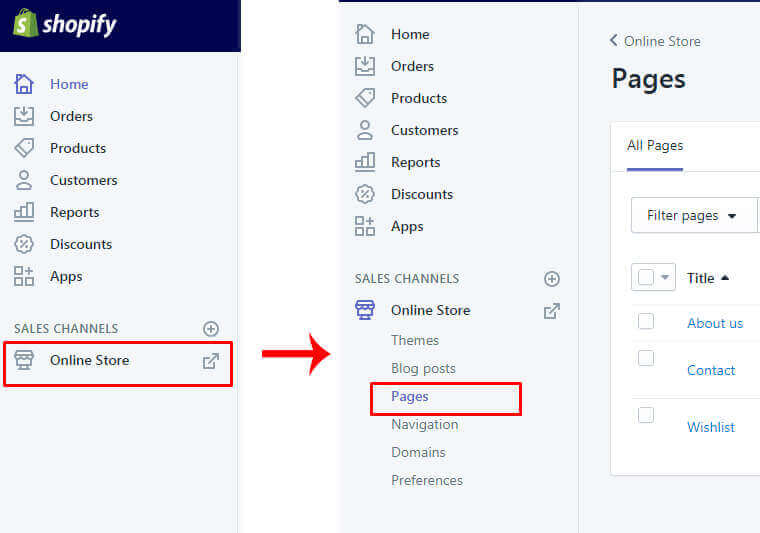 shopify
Home
Orders
Products
Customers
Reports
Discounts
Apps
SALES CHANNELS
Online Store
Home
Orders
Products
Customers
Reports
Discounts
Apps
SALES CHANNELS
Online Store
Themes
Blog posts
Pages
Navigation
Domains
Preferences
Online Store
Pages
All Pages
Filter pages
Title
About us
Contact
Wishlist